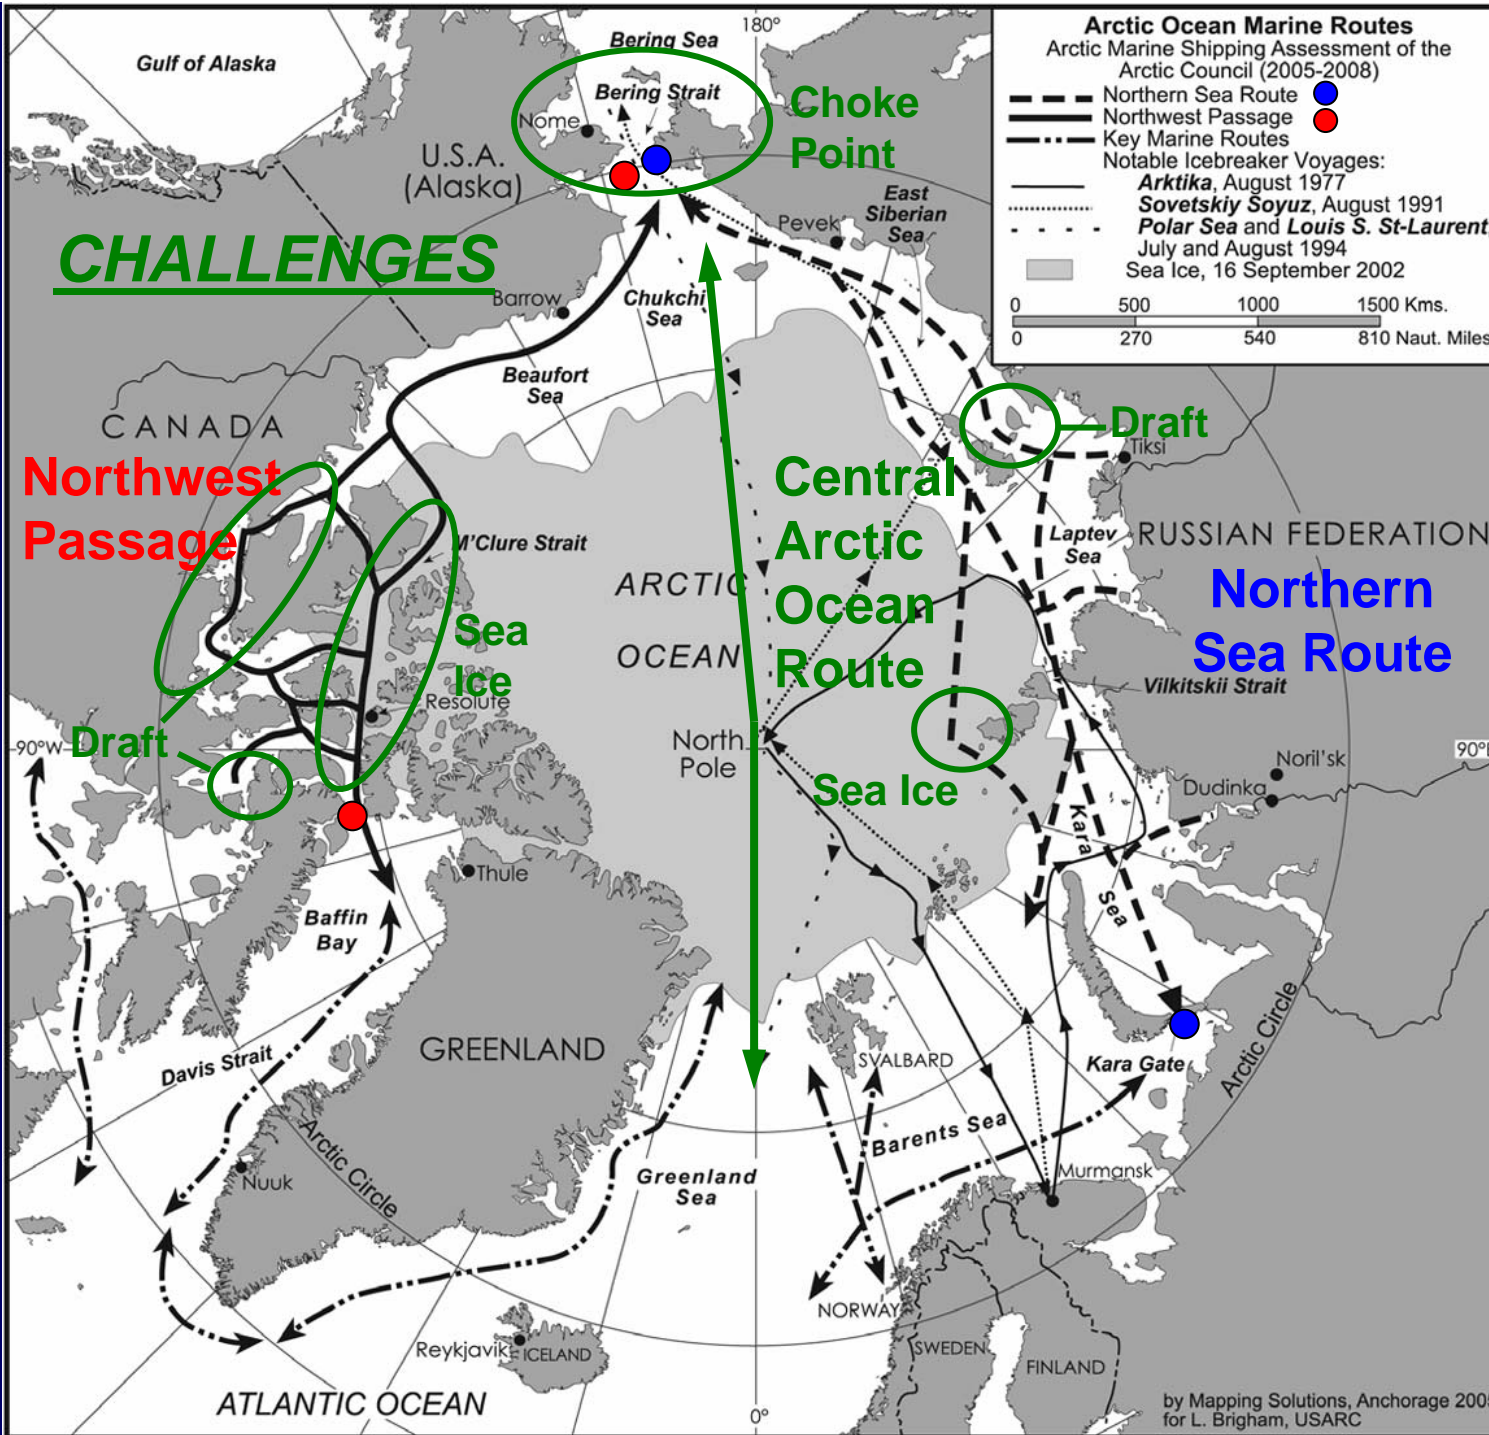 180°
Arctic Ocean Marine Routes
Arctic Marine Shipping Assessment of the
Arctic Council (2005-2008)
Northern Sea Route
Northwest Passage
Key Marine Routes
Notable Icebreaker Voyages:
Arktika, August 1977
Sovetskiy Soyuz, August 1991
Polar Sea and Louis S. St-Laurent,
July and August 1994
Sea Ice, 16 September 2002
0 500 1000 1500 Kms.
0 270 540 810 Naut. Miles
Gulf of Alaska
Bering Sea
Bering Strait
Choke
Point
Nome
U.S.A.
(Alaska)
East
Siberian
Sea
Pevek
CHALLENGES
Barrow
Chukchi
Sea
Beaufort
Sea
CANADA
Draft
Tiksi
Northwest
Passage
Central
Arctic
Ocean
Route
M'Clure Strait
Laptev
Sea
RUSSIAN FEDERATION
Northern
Sea Route
ARCTIC
OCEAN
Sea
Ice
Resolute
Vilkitskii Strait
Draft
90°W
North
Pole
Sea Ice
90°E
Noril'sk
Dudinka
Kara
Sea
Thule
Baffin
Bay
Davis Strait
GREENLAND
SVALBARD
Kara Gate
Arctic Circle
Barents Sea
Arctic Circle
Nuuk
Greenland
Sea
Murmansk
NORWAY
Reykjavik
ICELAND
SWEDEN
FINLAND
ATLANTIC OCEAN
0°
by Mapping Solutions, Anchorage 2005
for L. Brigham, USARC